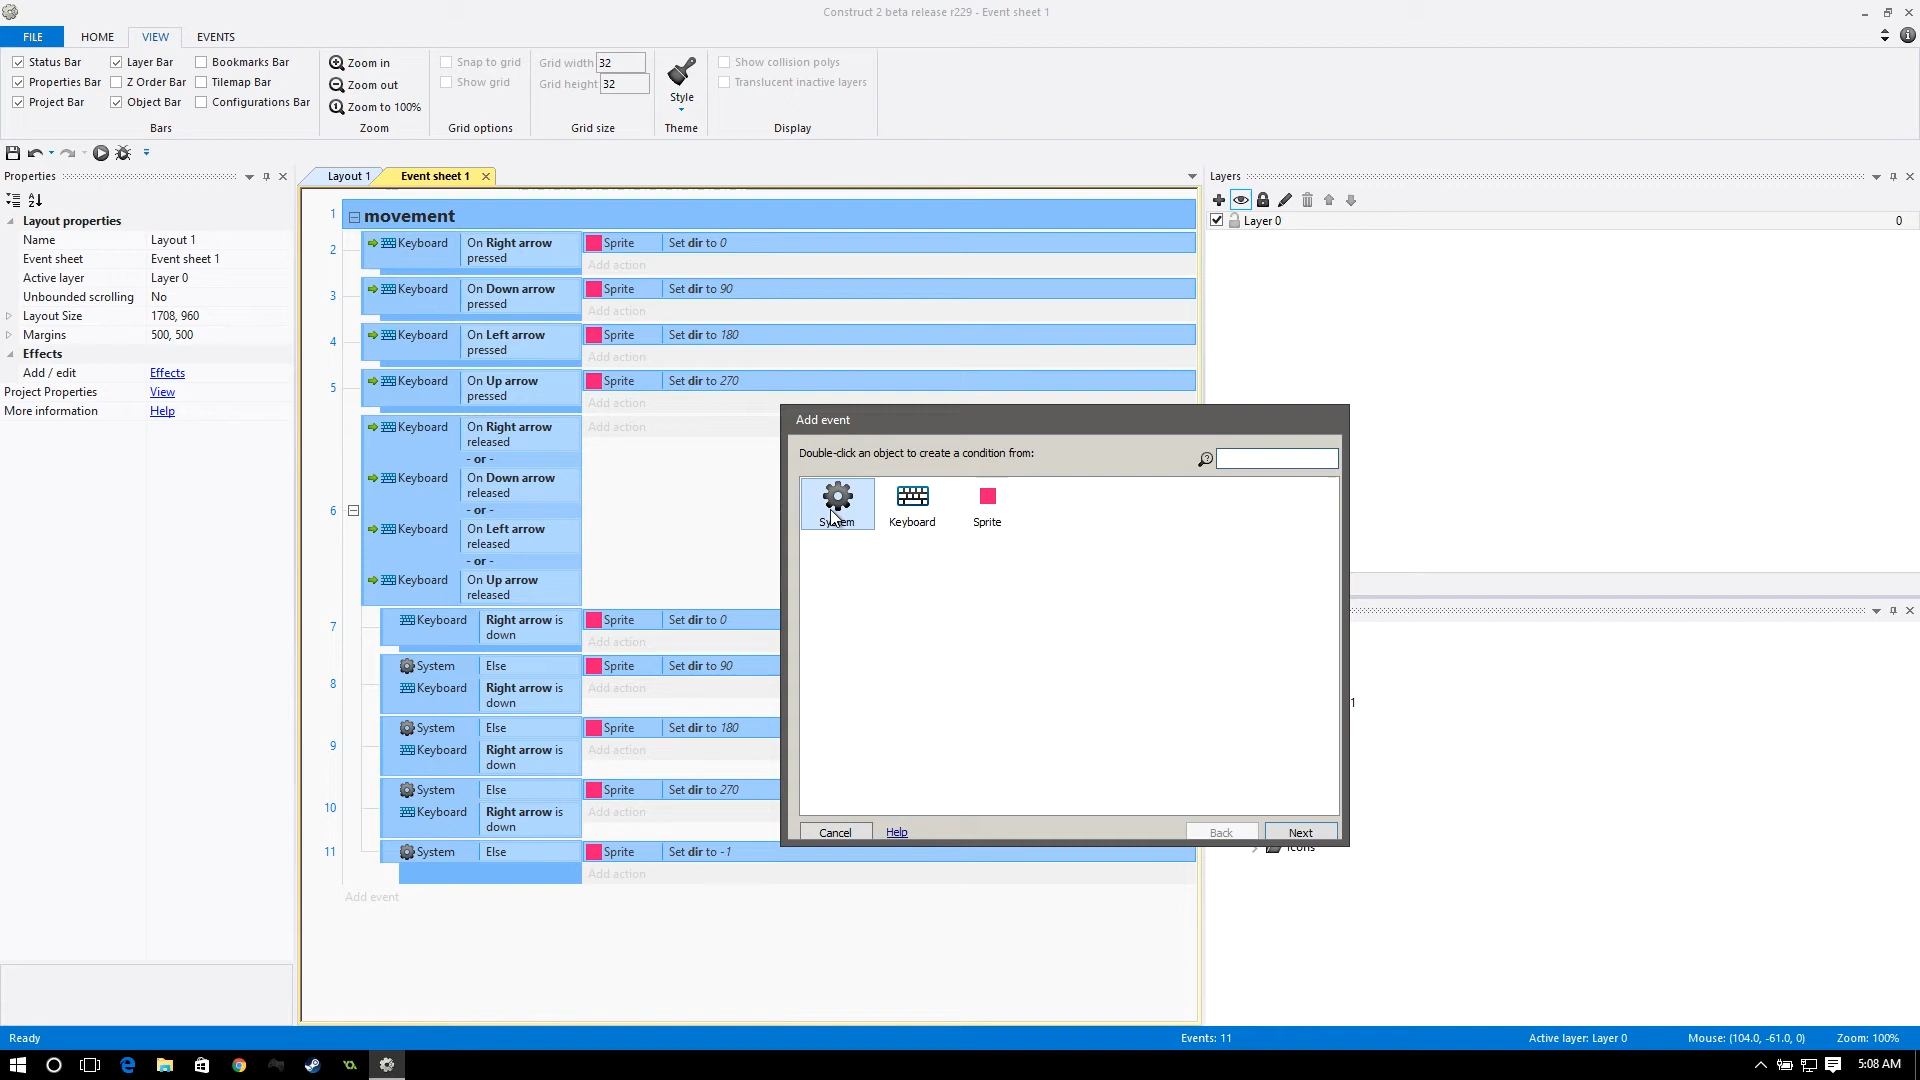 Construct 2 beta release r229 - Event sheet 1
FILE HOME VIEW EVENTS
Status Bar Layer Bar Bookmarks Bar
Properties Bar Z Order Bar Tilemap Bar
Project Bar Object Bar Configurations Bar
Bars
Zoom in
Zoom out
Zoom to 100%
Zoom
Snap to grid
Show grid
Grid options
Grid width 32
Grid height 32
Grid size
Style
Theme
Show collision polys
Translucent inactive layers
Display
Properties
Layout properties
Name Layout 1
Event sheet Event sheet 1
Active layer Layer 0
Unbounded scrolling No
Layout Size 1708, 960
Margins 500, 500
Effects
Add / edit Effects
Project Properties View
More information Help
Layout 1 Event sheet 1
1 movement
2 Keyboard On Right arrow pressed Sprite Set dir to 0
Add action
3 Keyboard On Down arrow pressed Sprite Set dir to 90
Add action
4 Keyboard On Left arrow pressed Sprite Set dir to 180
Add action
5 Keyboard On Up arrow pressed Sprite Set dir to 270
Add action
6 Keyboard On Right arrow released Add action
- or -
Keyboard On Down arrow released
- or -
Keyboard On Left arrow released
- or -
Keyboard On Up arrow released
7 Keyboard Right arrow is down Sprite Set dir to 0
Add action
8 System Else Sprite Set dir to 90
Keyboard Right arrow is down Add action
9 System Else Sprite Set dir to 180
Keyboard Right arrow is down Add action
10 System Else Sprite Set dir to 270
Keyboard Right arrow is down Add action
11 System Else Sprite Set dir to -1
Add action
Add event
Add event
Double-click an object to create a condition from:
System Keyboard Sprite
Cancel Help Back Next
Layers
Layer 0 0
1
Icons
Ready Events: 11 Active layer: Layer 0 Mouse: (104.0, -61.0, 0) Zoom: 100%
5:08 AM